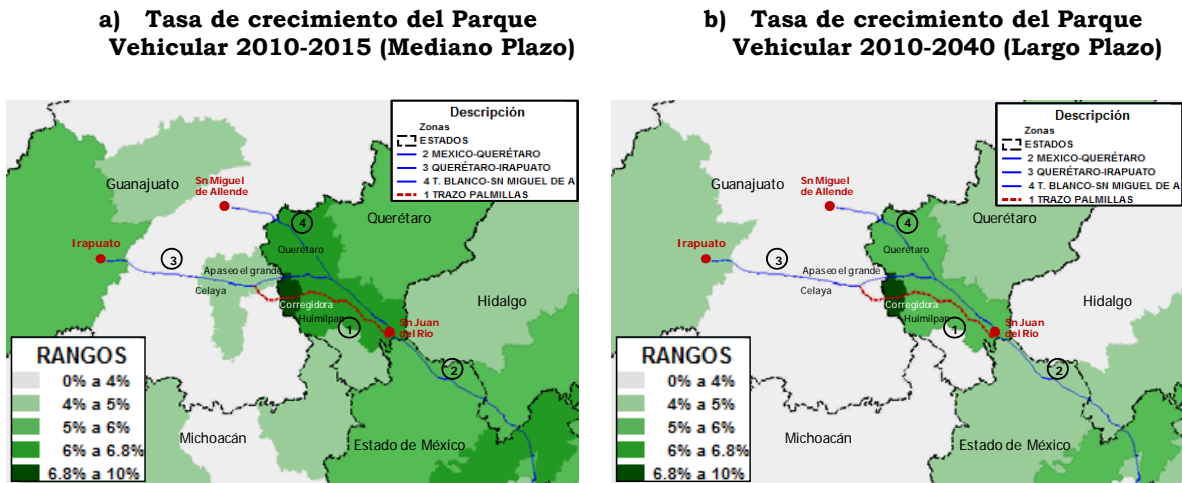 a) Tasa de crecimiento del Parque
Vehicular 2010-2015 (Mediano Plazo)
Descripción
Zonas
ESTADOS
2 MEXICO-QUERÉTARO
3 QUERÉTARO-IRAPUATO
4 T. BLANCO-SN MIGUEL DE A
1 TRAZO PALMILLAS
Guanajuato
Sn Miguel
de Allende
Querétaro
4
Irapuato
3
Querétaro
Apaseo el grande
Celaya
Corregidora
Hidalgo
Huimilpan
1
Sn Juan
del Río
2
RANGOS
0% a 4%
4% a 5%
5% a 6%
6% a 6.8%
6.8% a 10%
Michoacán
Estado de México
b) Tasa de crecimiento del Parque
Vehicular 2010-2040 (Largo Plazo)
Descripción
Zonas
ESTADOS
2 MEXICO-QUERÉTARO
3 QUERÉTARO-IRAPUATO
4 T. BLANCO-SN MIGUEL DE A
1 TRAZO PALMILLAS
Guanajuato
Sn Miguel
de Allende
Querétaro
4
Irapuato
3
Querétaro
Apaseo el grande
Celaya
Corregidora
Hidalgo
Huimilpan
1
Sn Juan
del Río
2
RANGOS
0% a 4%
4% a 5%
5% a 6%
6% a 6.8%
6.8% a 10%
Michoacán
Estado de México